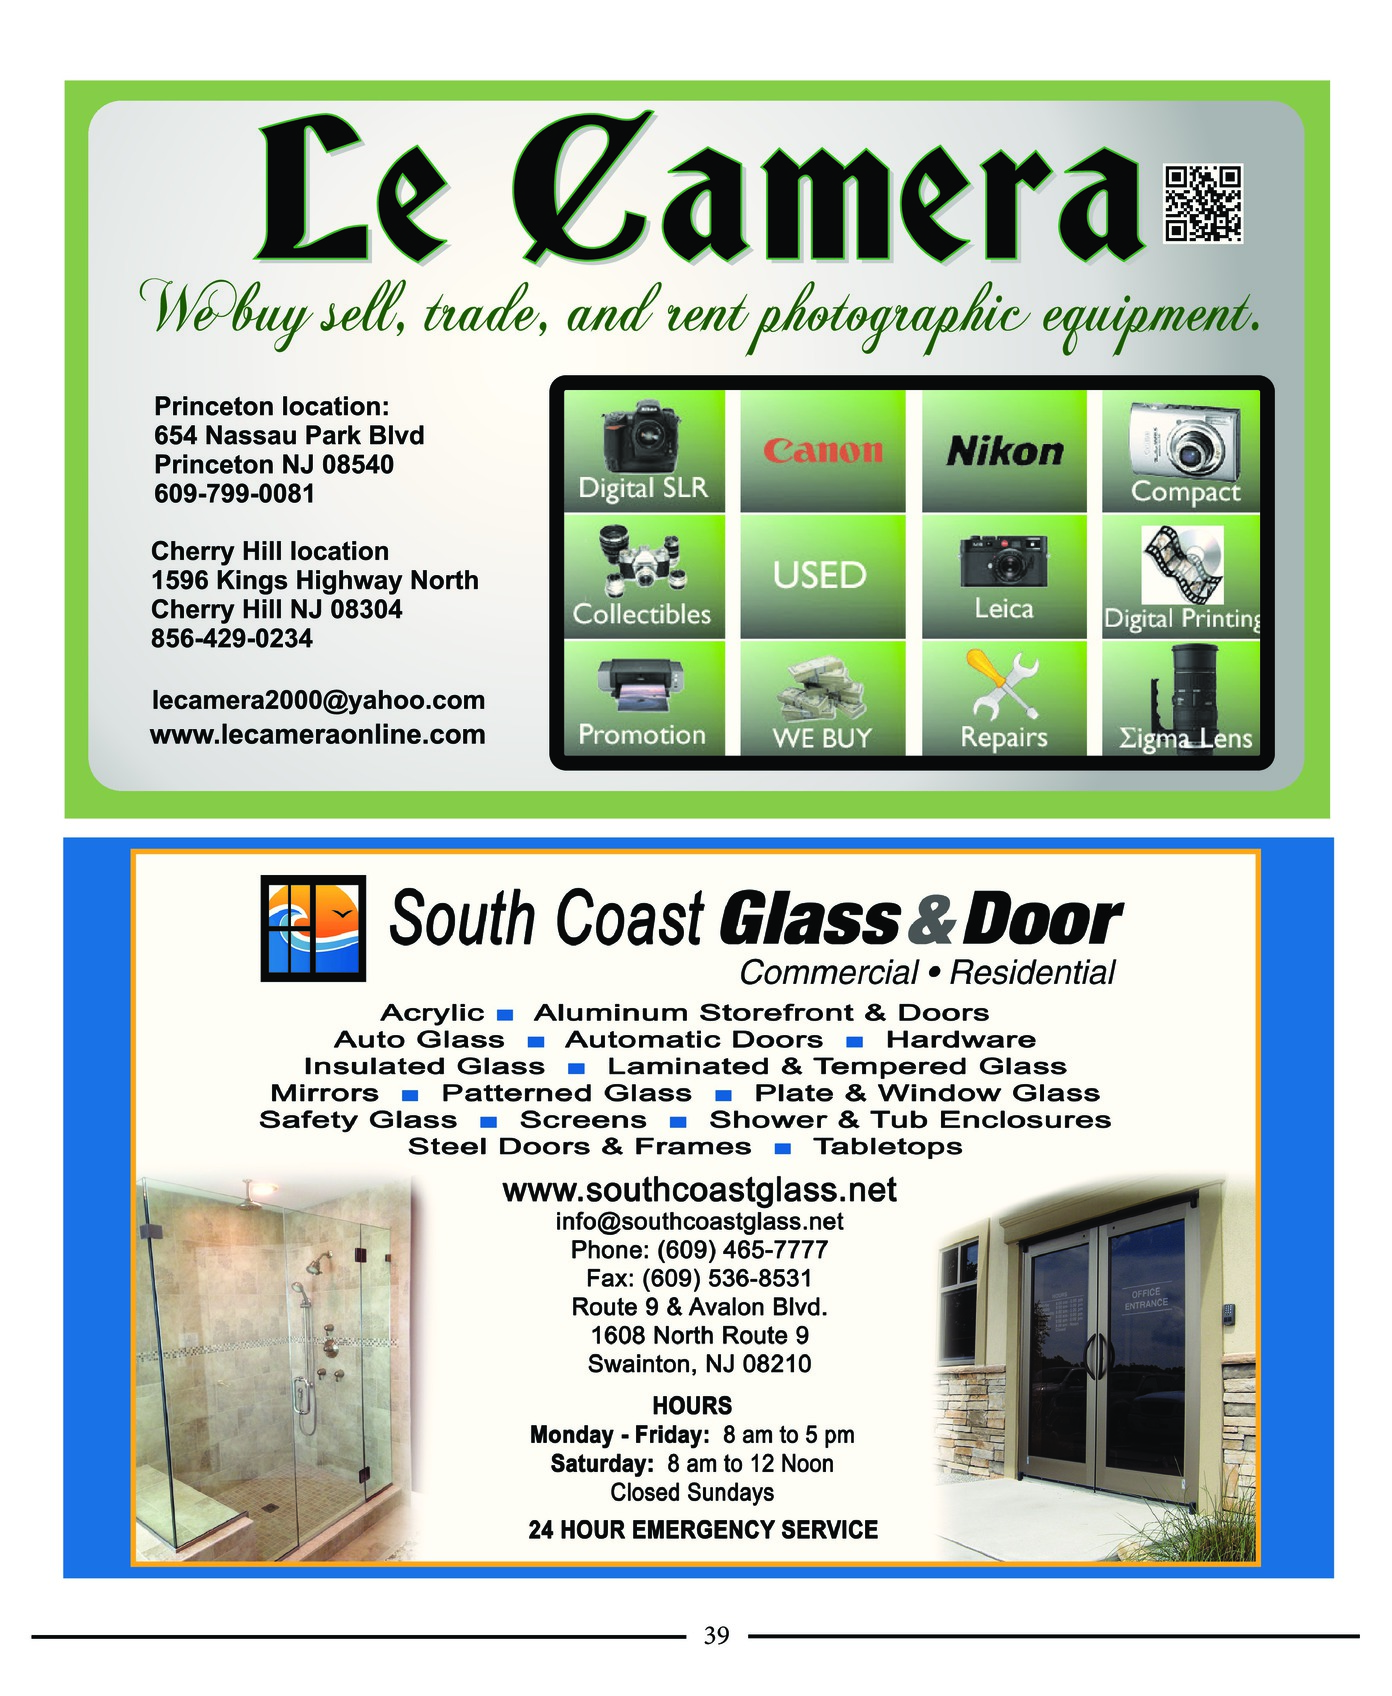 Le Camera
We buy sell, trade, and rent photographic equipment.
Princeton location:
654 Nassau Park Blvd
Princeton NJ 08540
609-799-0081
Cherry Hill location
1596 Kings Highway North
Cherry Hill NJ 08304
856-429-0234
lecamera2000@yahoo.com
www.lecameraonline.com
Nikon
Digital SLR
Canon
Nikon
Compact
Collectibles
USED
Leica
Digital Printing
Promotion
WE BUY
Repairs
Σigma Lens
South Coast Glass & Door
Commercial • Residential
Acrylic ■ Aluminum Storefront & Doors
Auto Glass ■ Automatic Doors ■ Hardware
Insulated Glass ■ Laminated & Tempered Glass
Mirrors ■ Patterned Glass ■ Plate & Window Glass
Safety Glass ■ Screens ■ Shower & Tub Enclosures
Steel Doors & Frames ■ Tabletops
www.southcoastglass.net
info@southcoastglass.net
Phone: (609) 465-7777
Fax: (609) 536-8531
Route 9 & Avalon Blvd.
1608 North Route 9
Swainton, NJ 08210
HOURS
Monday - Friday: 8 am to 5 pm
Saturday: 8 am to 12 Noon
Closed Sundays
24 HOUR EMERGENCY SERVICE
HOURS
OFFICE
ENTRANCE
39